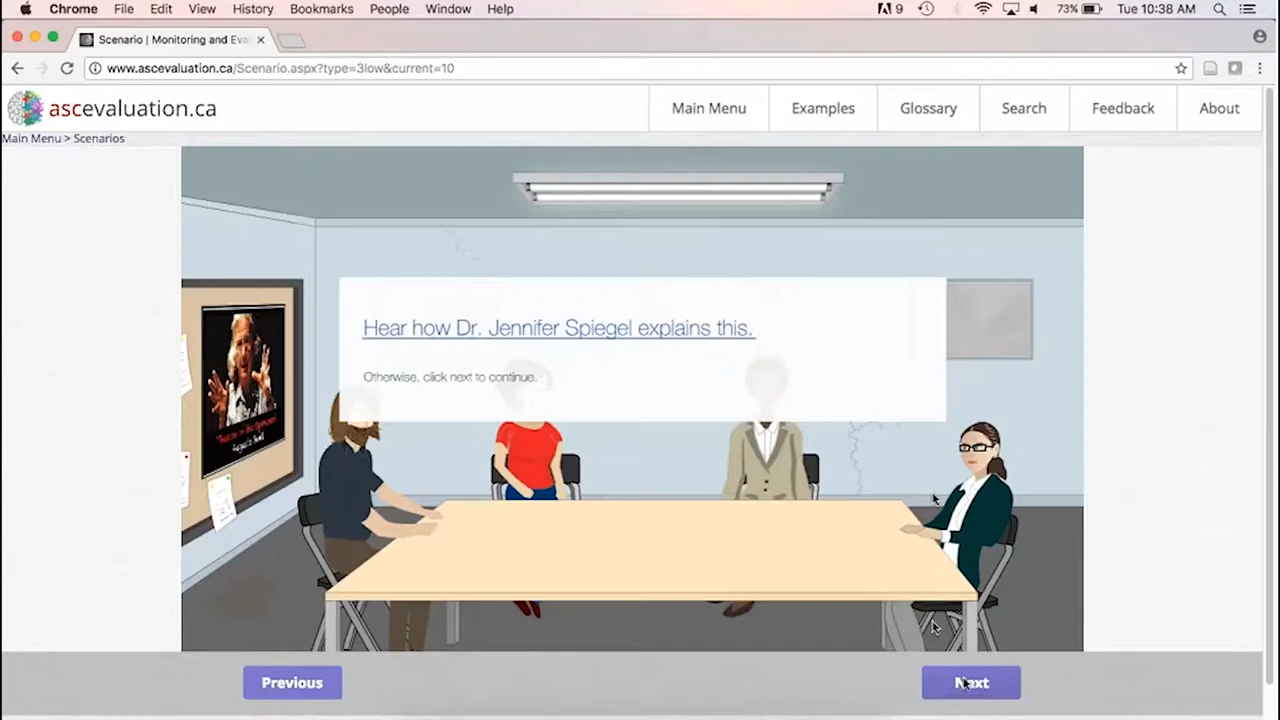 Chrome File Edit View History Bookmarks People Window Help 9 73% Tue 10:38 AM
Scenario | Monitoring and Eval
www.ascevaluation.ca/Scenario.aspx?type=3low&current=10
ascevaluation.ca Main Menu Examples Glossary Search Feedback About
Main Menu > Scenarios
Hear how Dr. Jennifer Spiegel explains this.
Otherwise, click next to continue.
Previous Next